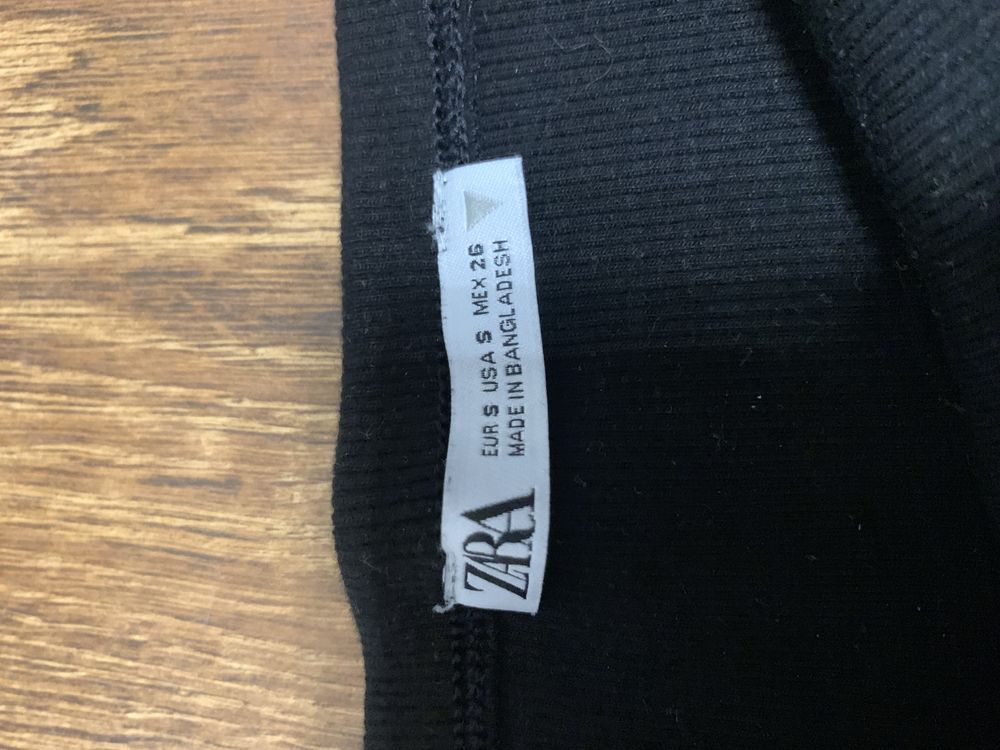 ZARA
EUR S USA S MEX 26
MADE IN BANGLADESH